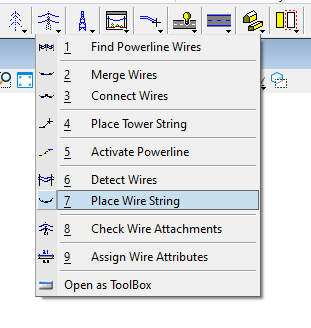 1 Find Powerline Wires
2 Merge Wires
3 Connect Wires
4 Place Tower String
5 Activate Powerline
6 Detect Wires
7 Place Wire String
8 Check Wire Attachments
9 Assign Wire Attributes
Open as ToolBox